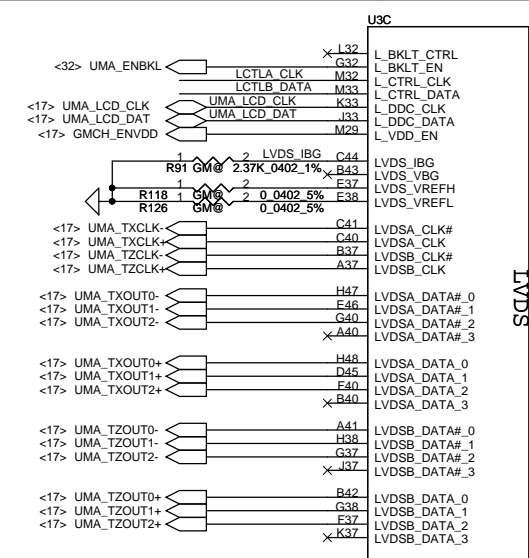 U3C
L32 L_BKLT_CTRL
<32> UMA_ENBKL G32 L_BKLT_EN
LCTLA_CLK M32 L_CTRL_CLK
LCTLB_DATA M33 L_CTRL_DATA
<17> UMA_LCD_CLK UMA_LCD_CLK K33 L_DDC_CLK
<17> UMA_LCD_DAT UMA_LCD_DAT J33 L_DDC_DATA
<17> GMCH_ENVDD M29 L_VDD_EN
1 2 LVDS_IBG C44 LVDS_IBG
R91 GM@ 2.37K_0402_1% B43 LVDS_VBG
1 2 E37 LVDS_VREFH
R118 GM@ 0_0402_5%
1 2 E38 LVDS_VREFL
R126 GM@ 0_0402_5%
<17> UMA_TXCLK- C41 LVDSA_CLK#
<17> UMA_TXCLK+ C40 LVDSA_CLK
<17> UMA_TZCLK- B37 LVDSB_CLK#
<17> UMA_TZCLK+ A37 LVDSB_CLK
LVDS
<17> UMA_TXOUT0- H47 LVDSA_DATA#_0
<17> UMA_TXOUT1- E46 LVDSA_DATA#_1
<17> UMA_TXOUT2- G40 LVDSA_DATA#_2
A40 LVDSA_DATA#_3
<17> UMA_TXOUT0+ H48 LVDSA_DATA_0
<17> UMA_TXOUT1+ D45 LVDSA_DATA_1
<17> UMA_TXOUT2+ F40 LVDSA_DATA_2
B40 LVDSA_DATA_3
<17> UMA_TZOUT0- A41 LVDSB_DATA#_0
<17> UMA_TZOUT1- H38 LVDSB_DATA#_1
<17> UMA_TZOUT2- G37 LVDSB_DATA#_2
J37 LVDSB_DATA#_3
<17> UMA_TZOUT0+ B42 LVDSB_DATA_0
<17> UMA_TZOUT1+ G38 LVDSB_DATA_1
<17> UMA_TZOUT2+ F37 LVDSB_DATA_2
K37 LVDSB_DATA_3